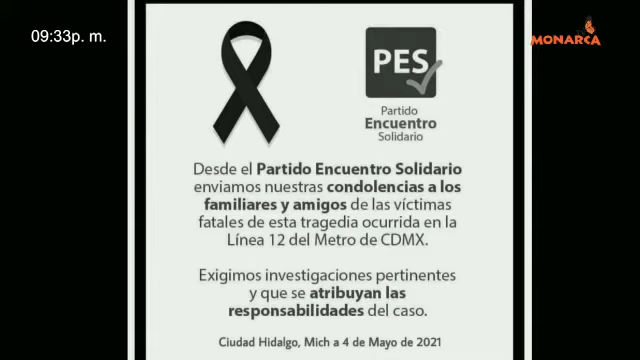 09:33p. m.
MONARCA
PES
Partido
Encuentro
Solidario
Desde el Partido Encuentro Solidario
enviamos nuestras condolencias a los
familiares y amigos de las víctimas
fatales de esta tragedia ocurrida en la
Línea 12 del Metro de CDMX.
Exigimos investigaciones pertinentes
y que se atribuyan las
responsabilidades del caso.
Ciudad Hidalgo, Mich a 4 de Mayo de 2021